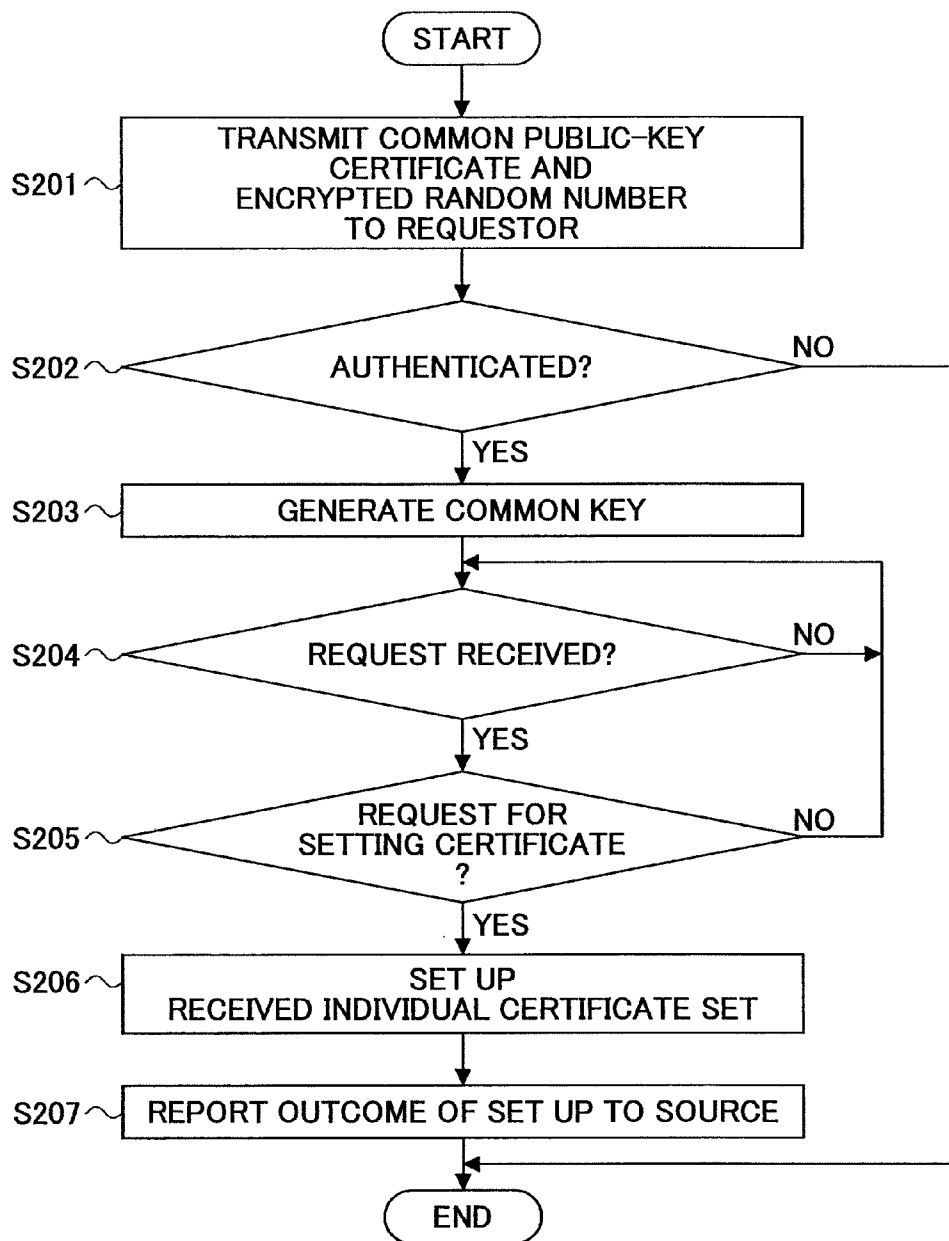 START
TRANSMIT COMMON PUBLIC-KEY
CERTIFICATE AND
ENCRYPTED RANDOM NUMBER
TO REQUESTOR
S201
S202
AUTHENTICATED?
NO
YES
S203
GENERATE COMMON KEY
S204
REQUEST RECEIVED?
NO
YES
S205
REQUEST FOR
SETTING CERTIFICATE
?
NO
YES
S206
SET UP
RECEIVED INDIVIDUAL CERTIFICATE SET
S207
REPORT OUTCOME OF SET UP TO SOURCE
END